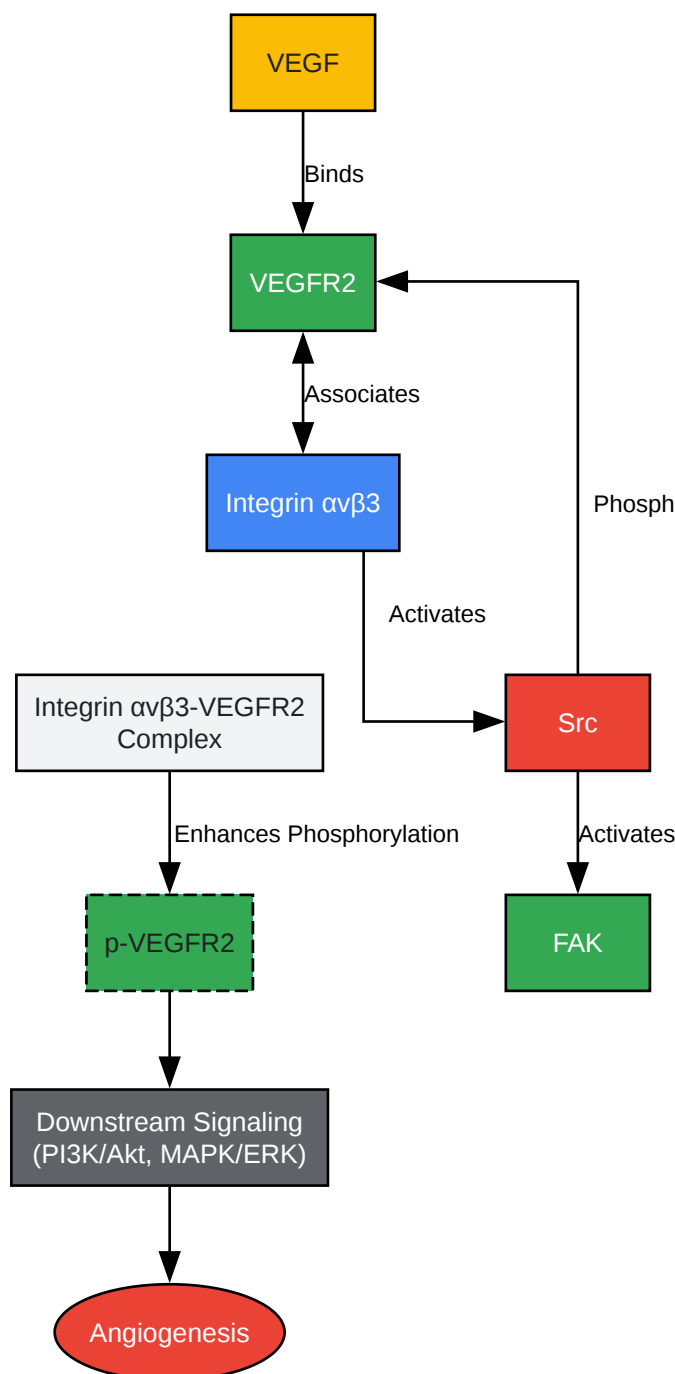 VEGF
Binds
VEGFR2
Associates
Integrin αvβ3
Phosph
Activates
Integrin αvβ3-VEGFR2
Complex
Src
Enhances Phosphorylation
Activates
p-VEGFR2
FAK
Downstream Signaling
(PI3K/Akt, MAPK/ERK)
Angiogenesis